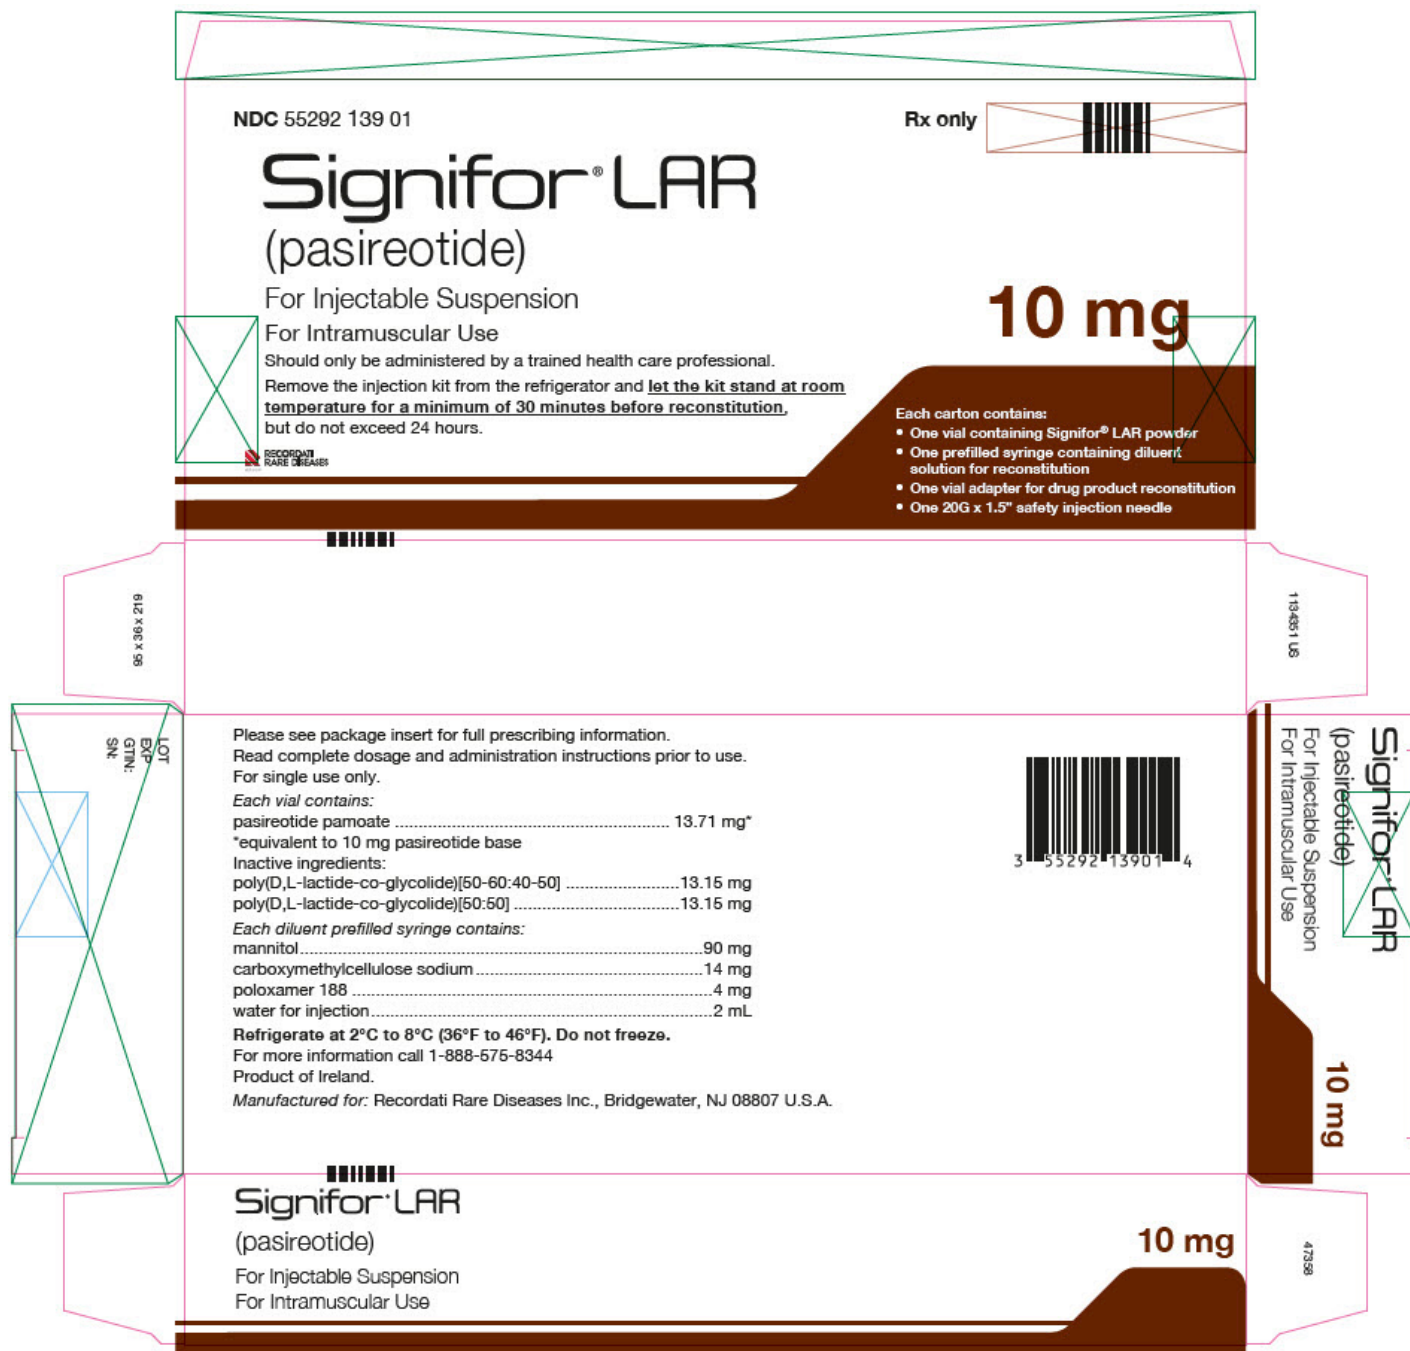 NDC 55292 139 01
Rx only
Signifor® LAR
(pasireotide)
For Injectable Suspension
For Intramuscular Use
10 mg
Should only be administered by a trained health care professional.
Remove the injection kit from the refrigerator and let the kit stand at room
temperature for a minimum of 30 minutes before reconstitution,
but do not exceed 24 hours.
RECORDATI
RARE DISEASES
Each carton contains:
• One vial containing Signifor® LAR powder
• One prefilled syringe containing diluent
solution for reconstitution
• One vial adapter for drug product reconstitution
• One 20G x 1.5” safety injection needle
95 x 36 x 219
1134351 US
LOT
EXP
GTIN:
SN:
Please see package insert for full prescribing information.
Read complete dosage and administration instructions prior to use.
For single use only.
Each vial contains:
pasireotide pamoate ........................................................ 13.71 mg*
*equivalent to 10 mg pasireotide base
Inactive ingredients:
poly(D,L-lactide-co-glycolide)[50-60:40-50] .......................13.15 mg
poly(D,L-lactide-co-glycolide)[50:50] ..................................13.15 mg
Each diluent prefilled syringe contains:
mannitol..................................................................................90 mg
carboxymethylcellulose sodium..............................................14 mg
poloxamer 188 .........................................................................4 mg
water for injection......................................................................2 mL
Refrigerate at 2°C to 8°C (36°F to 46°F). Do not freeze.
For more information call 1-888-575-8344
Product of Ireland.
Manufactured for: Recordati Rare Diseases Inc., Bridgewater, NJ 08807 U.S.A.
3 55292 13901 4
Signifor® LAR
(pasireotide)
For Injectable Suspension
For Intramuscular Use
10 mg
Signifor® LAR
(pasireotide)
For Injectable Suspension
For Intramuscular Use
10 mg
47358